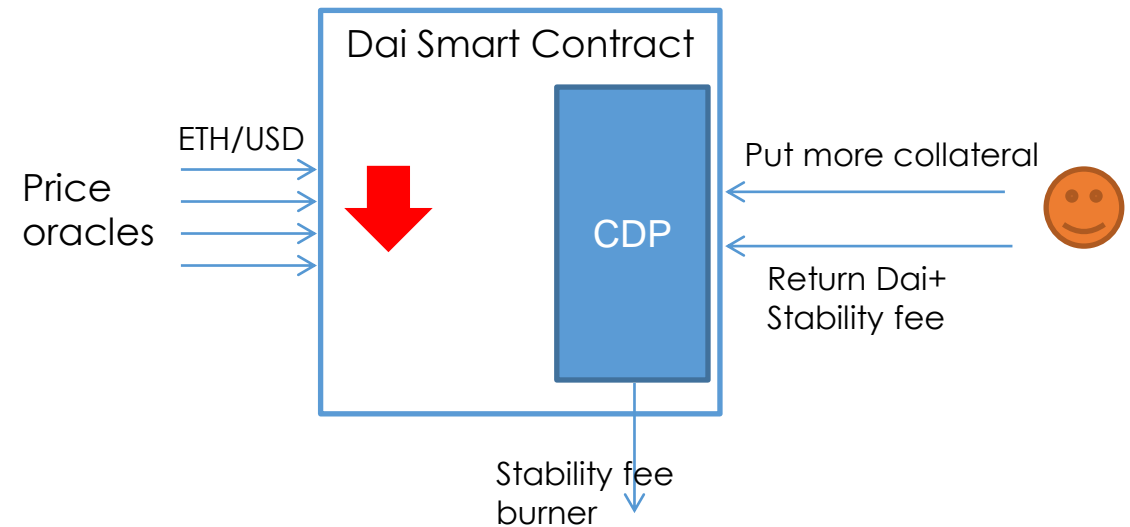 Dai Smart Contract
ETH/USD
Price
oracles
CDP
Put more collateral
Return Dai+
Stability fee
Stability fee
burner